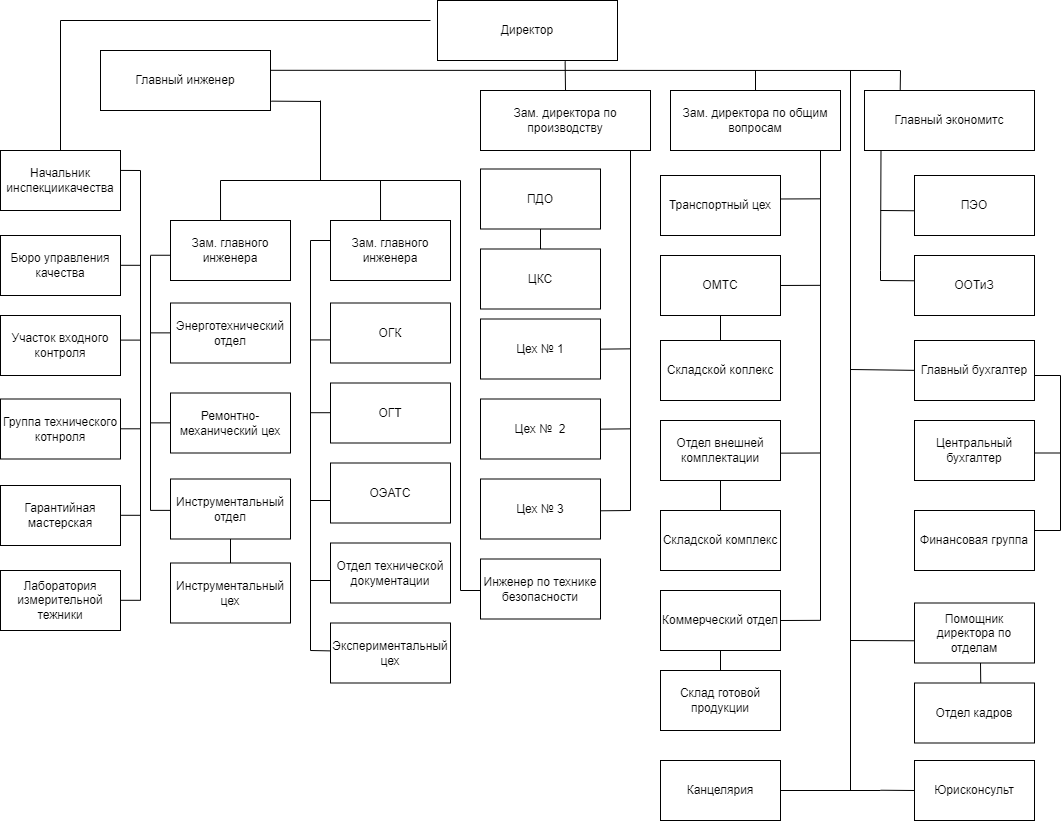 Директор
Главный инженер
Зам. директора по
производству
Зам. директора по общим
вопросам
Главный экономитс
Начальник
инспекциикачества
Бюро управления
качества
Участок входного
контроля
Группа технического
котнроля
Гарантийная
мастерская
Лаборатория
измерительной
тежники
Зам. главного
инженера
Энерготехнический
отдел
Ремонтно-
механический цех
Инструментальный
отдел
Инструментальный
цех
Зам. главного
инженера
ОГК
ОГТ
ОЭАТС
Отдел технической
документации
Экспериментальный
цех
ПДО
ЦКС
Цех № 1
Цех № 2
Цех № 3
Инженер по технике
безопасности
Транспортный цех
ОМТС
Складской коплекс
Отдел внешней
комплектации
Складской комплекс
Коммерческий отдел
Склад готовой
продукции
Канцелярия
ПЭО
ООТиЗ
Главный бухгалтер
Центральный
бухгалтер
Финансовая группа
Помощник
директора по
отделам
Отдел кадров
Юрисконсульт